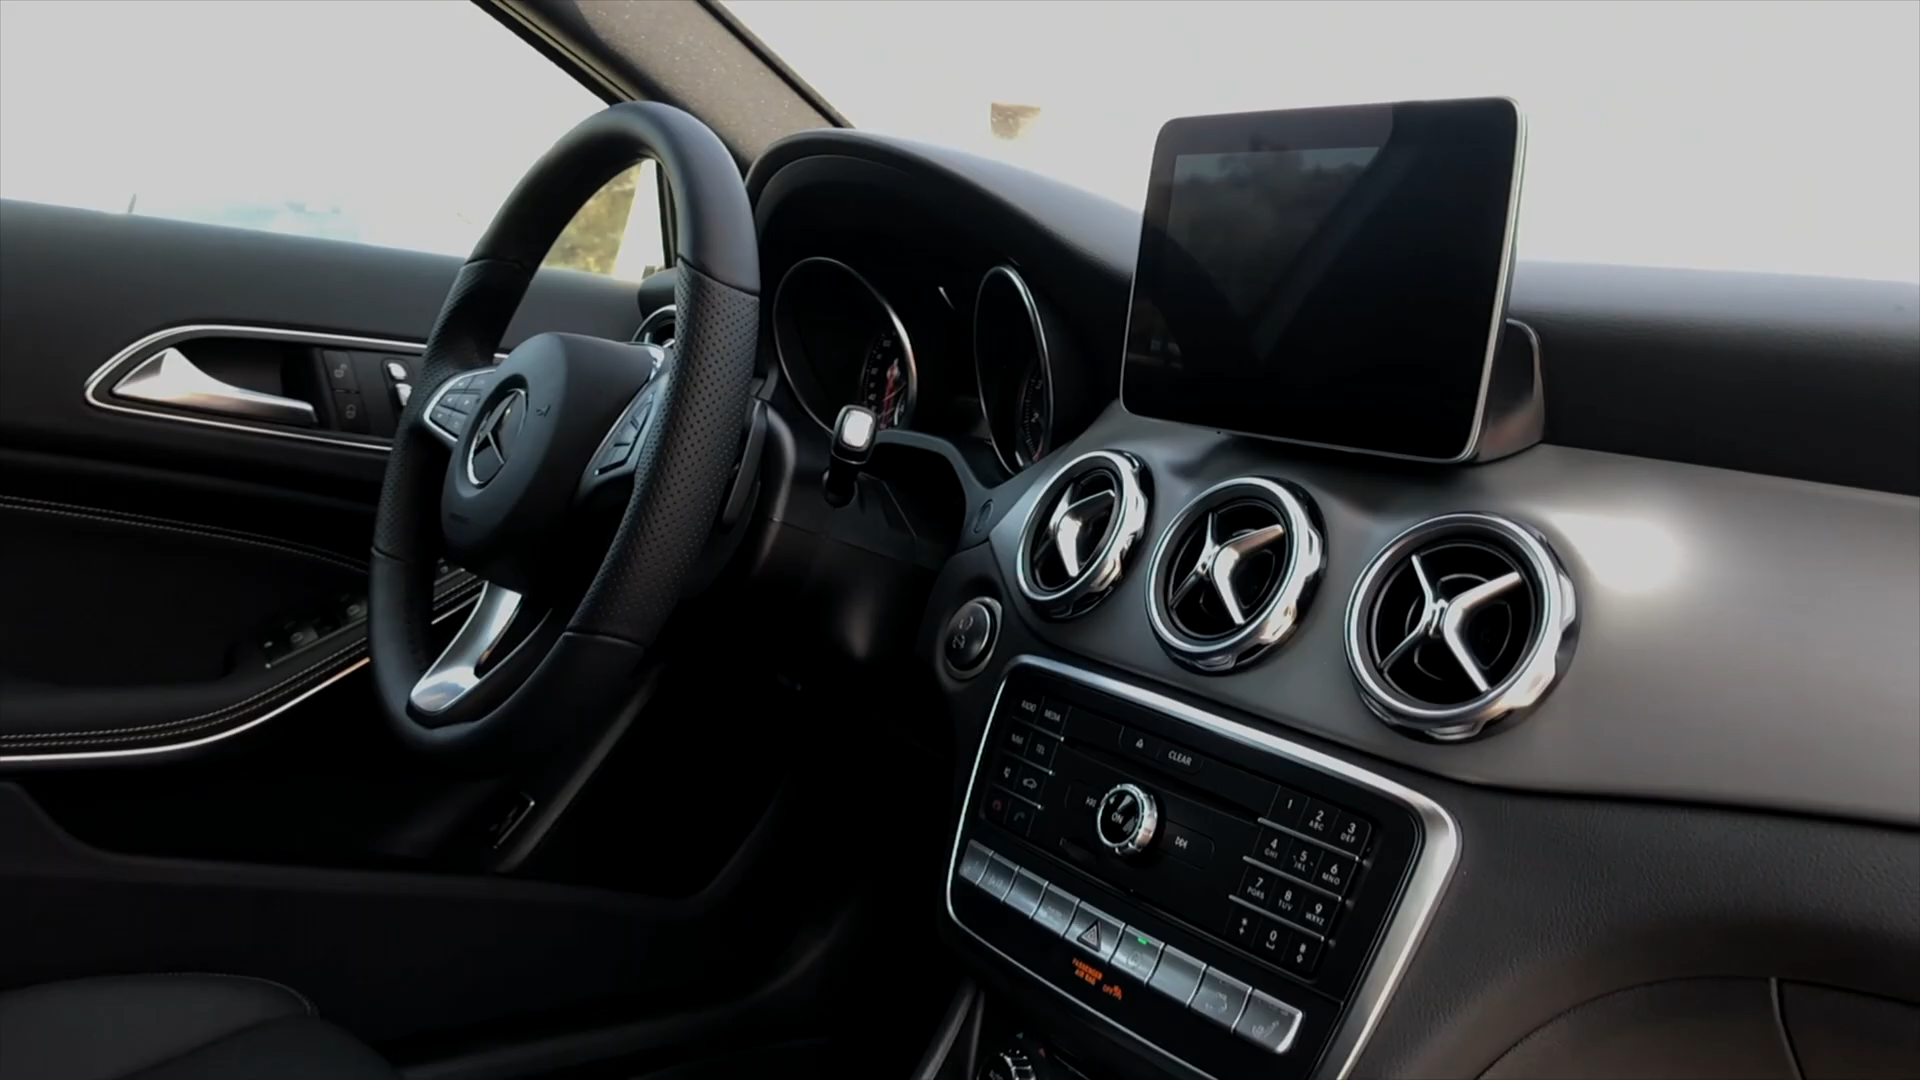 RADIO
MEDIA
NAVI
TEL
CLEAR
ON
1
2
ABC
3
DEF
4
GHI
5
JKL
6
MNO
7
PQRS
8
TUV
9
WXYZ
*
0
#
PASSENGER
AIR BAG
OFF